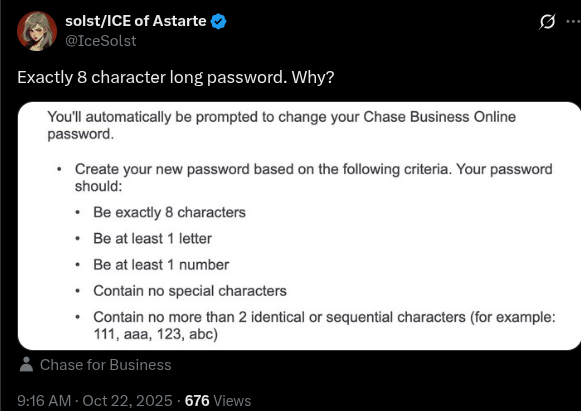 solst/ICE of Astarte
@IceSolst
Exactly 8 character long password. Why?
You'll automatically be prompted to change your Chase Business Online
password.
• Create your new password based on the following criteria. Your password
should:
• Be exactly 8 characters
• Be at least 1 letter
• Be at least 1 number
• Contain no special characters
• Contain no more than 2 identical or sequential characters (for example:
111, aaa, 123, abc)
Chase for Business
9:16 AM · Oct 22, 2025 · 676 Views